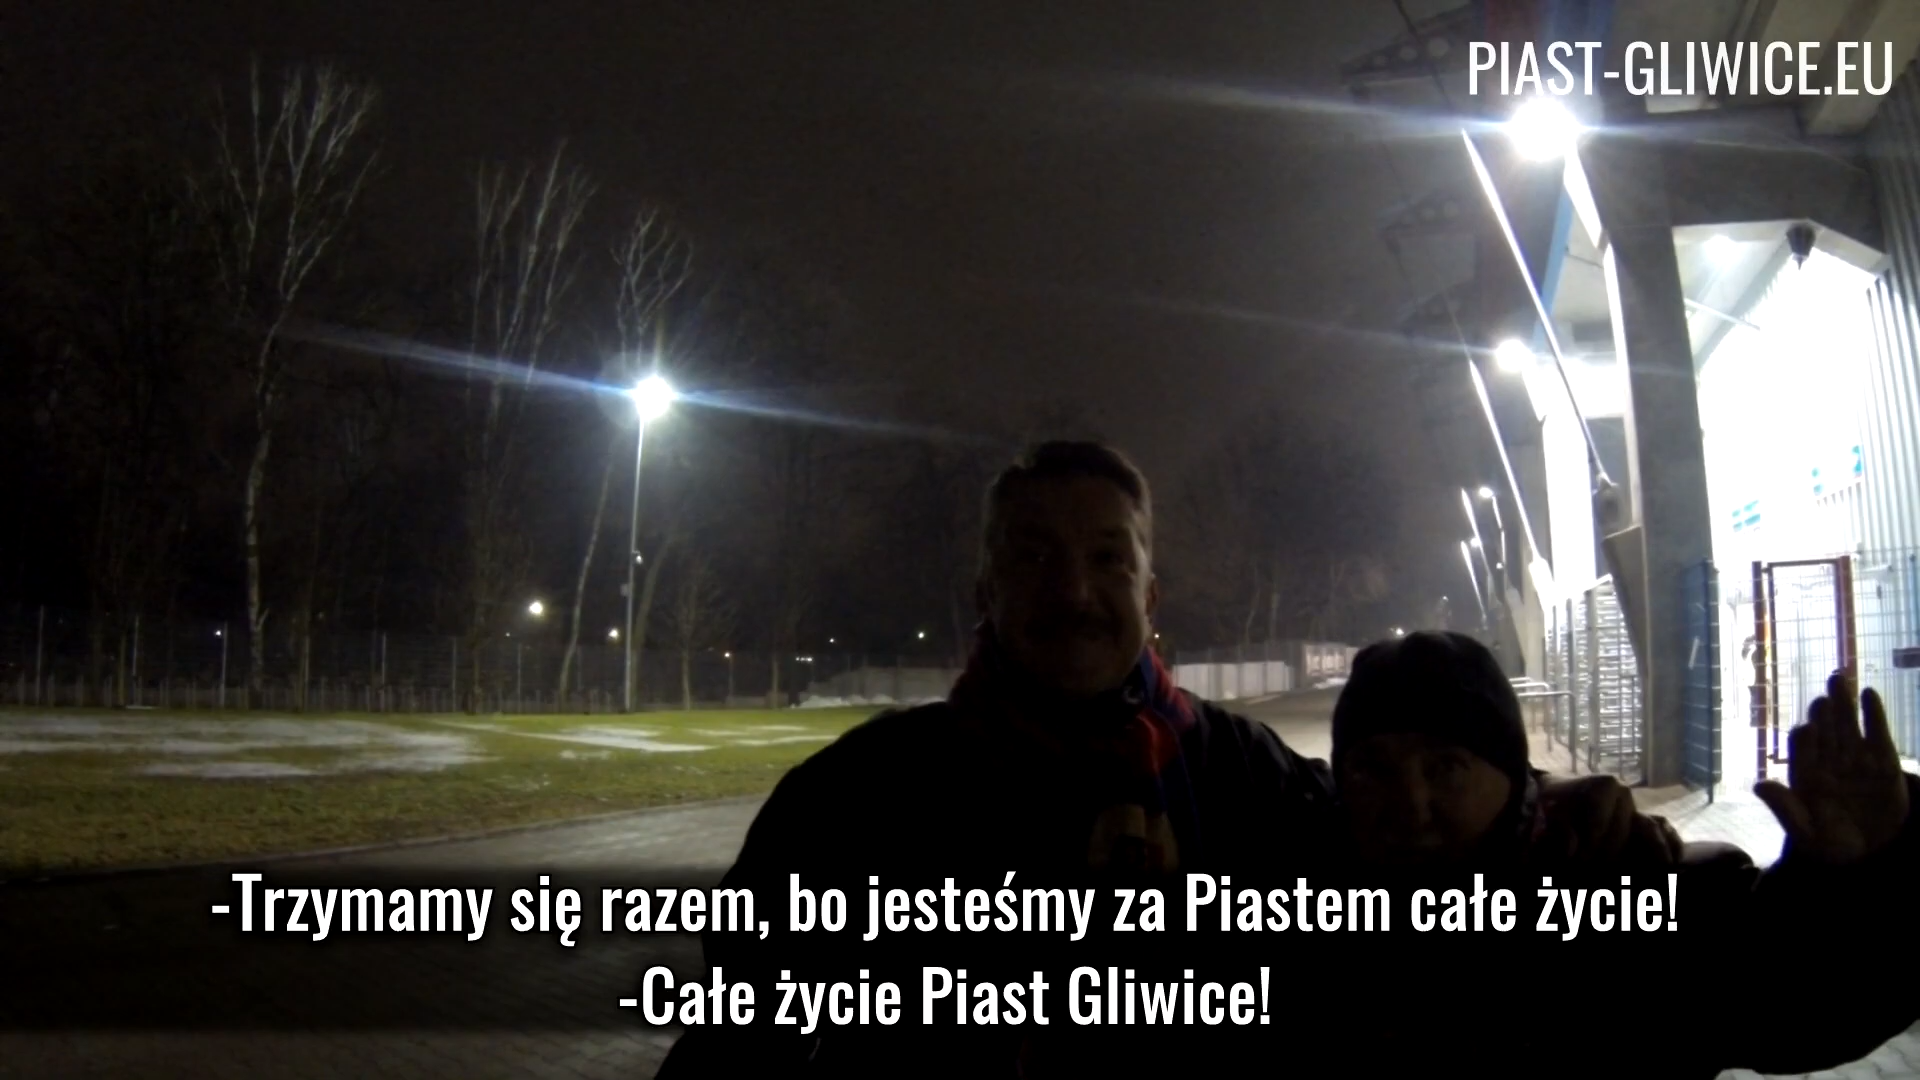 PIAST-GLIWICE.EU
-Trzymamy się razem, bo jesteśmy za Piastem całe życie!
-Całe życie Piast Gliwice!